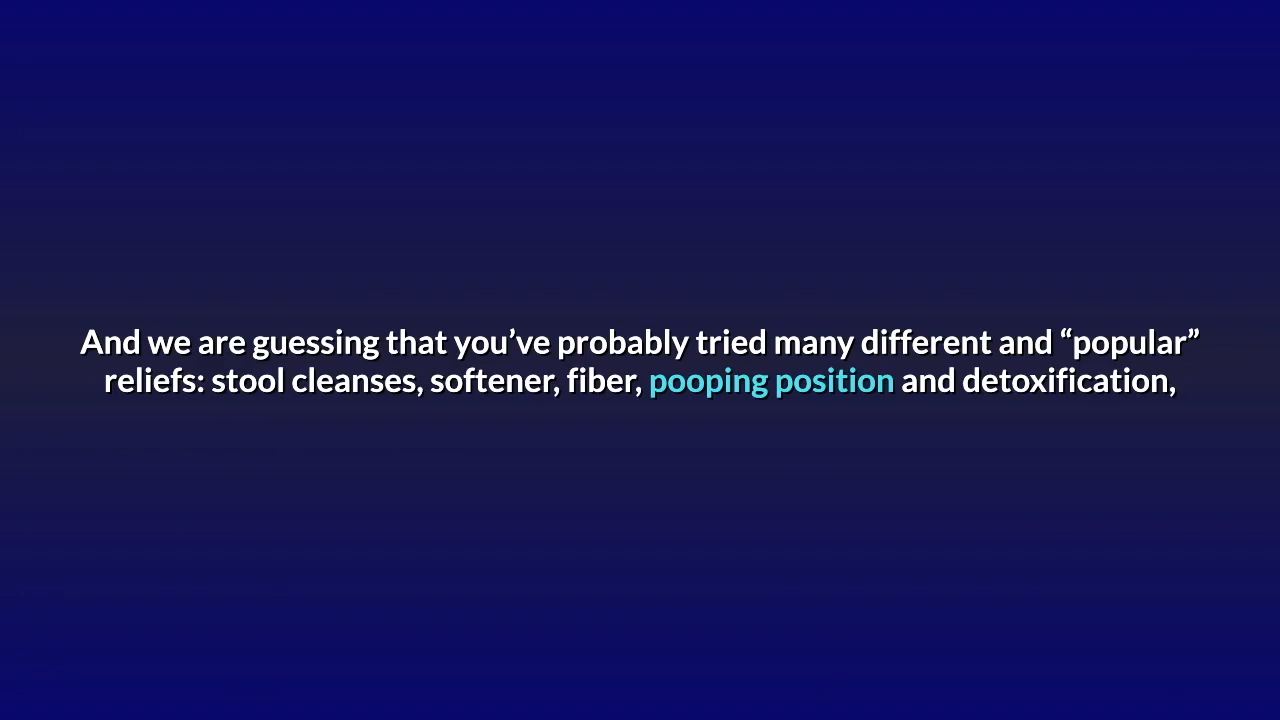 And we are guessing that you’ve probably tried many different and “popular”
reliefs: stool cleanses, softener, fiber, pooping position and detoxification,